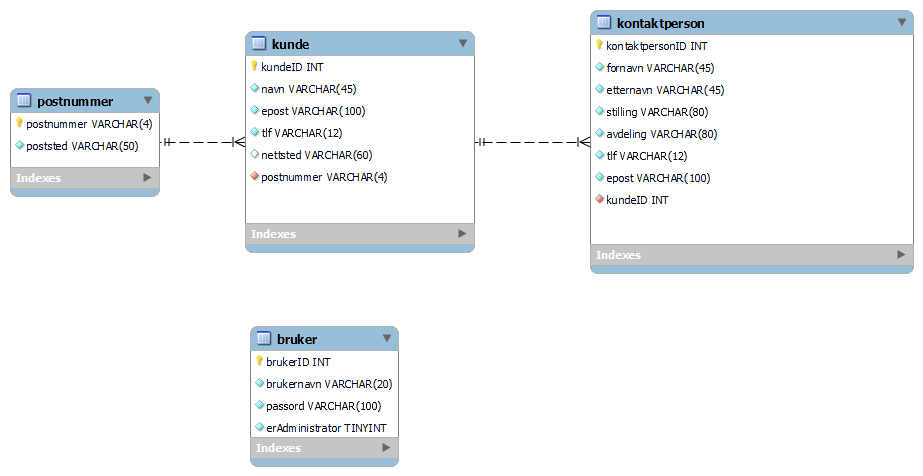 postnummer
postnummer VARCHAR(4)
poststed VARCHAR(50)
Indexes
kunde
kundeID INT
navn VARCHAR(45)
epost VARCHAR(100)
tlf VARCHAR(12)
nettsted VARCHAR(60)
postnummer VARCHAR(4)
Indexes
kontaktperson
kontaktpersonID INT
fornavn VARCHAR(45)
etternavn VARCHAR(45)
stilling VARCHAR(80)
avdeling VARCHAR(80)
tlf VARCHAR(12)
epost VARCHAR(100)
kundeID INT
Indexes
bruker
brukerID INT
brukernavn VARCHAR(20)
passord VARCHAR(100)
erAdministrator TINYINT
Indexes